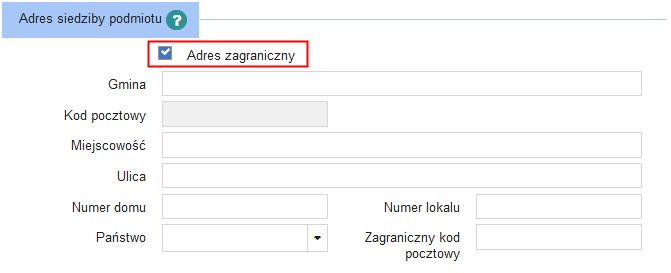 Adres siedziby podmiotu ?
Adres zagraniczny
Gmina
Kod pocztowy
Miejscowość
Ulica
Numer domu Numer lokalu
Państwo Zagraniczny kod
pocztowy